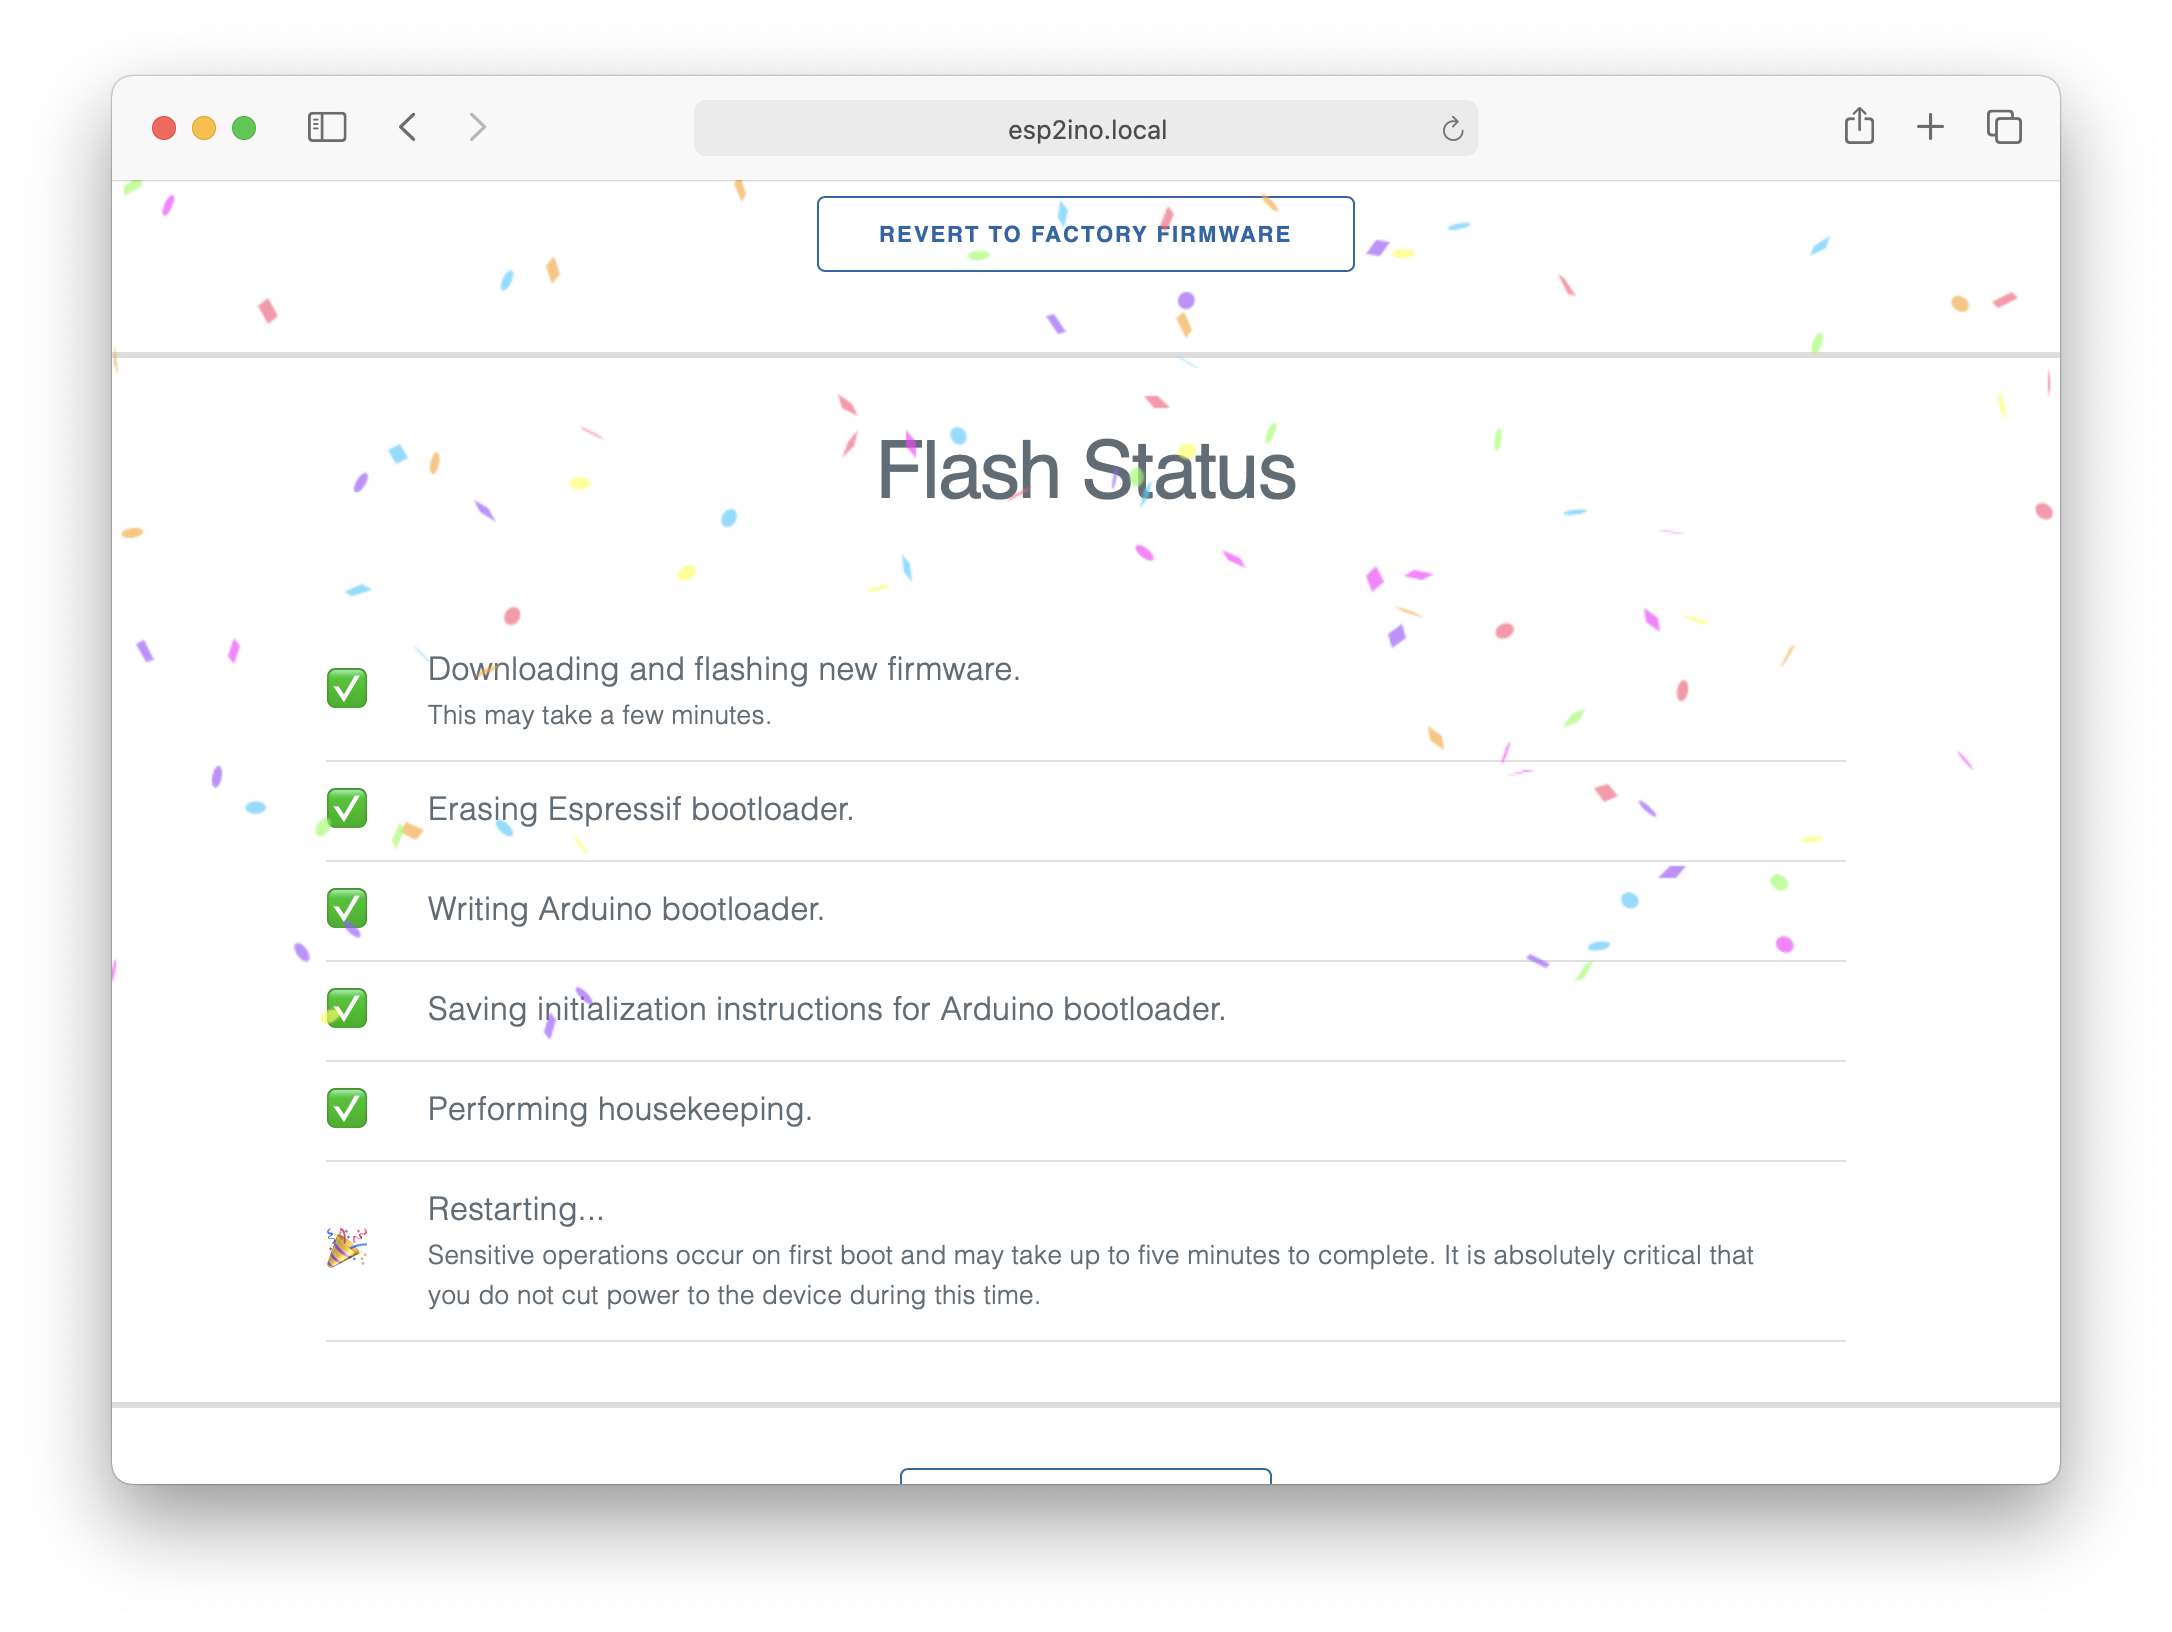 esp2ino.local
REVERT TO FACTORY FIRMWARE
Flash Status
Downloading and flashing new firmware.
This may take a few minutes.
Erasing Espressif bootloader.
Writing Arduino bootloader.
Saving initialization instructions for Arduino bootloader.
Performing housekeeping.
Restarting...
Sensitive operations occur on first boot and may take up to five minutes to complete. It is absolutely critical that
you do not cut power to the device during this time.